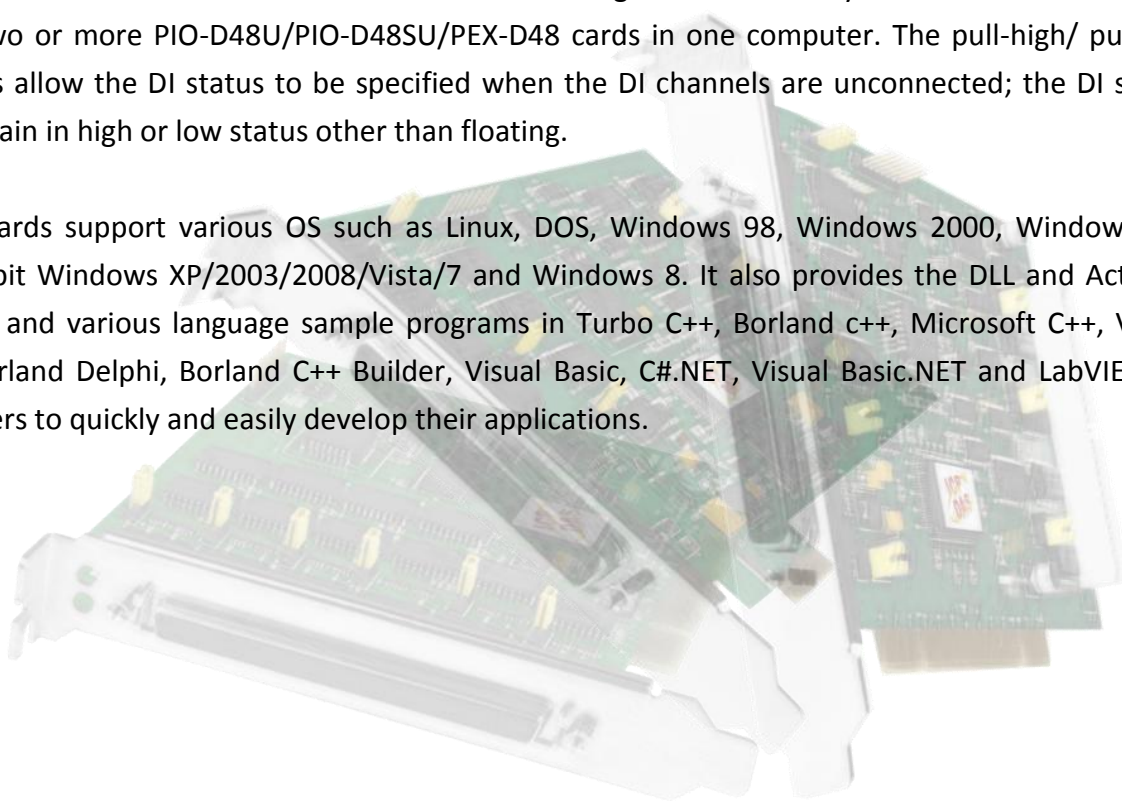 wo or more PIO-D48U/PIO-D48SU/PEX-D48 cards in one computer. The pull-high/ pu
s allow the DI status to be specified when the DI channels are unconnected; the DI s
ain in high or low status other than floating.
ards support various OS such as Linux, DOS, Windows 98, Windows 2000, Window
bit Windows XP/2003/2008/Vista/7 and Windows 8. It also provides the DLL and Act
and various language sample programs in Turbo C++, Borland c++, Microsoft C++, V
rland Delphi, Borland C++ Builder, Visual Basic, C#.NET, Visual Basic.NET and LabVIE
ers to quickly and easily develop their applications.
ICP
DAS